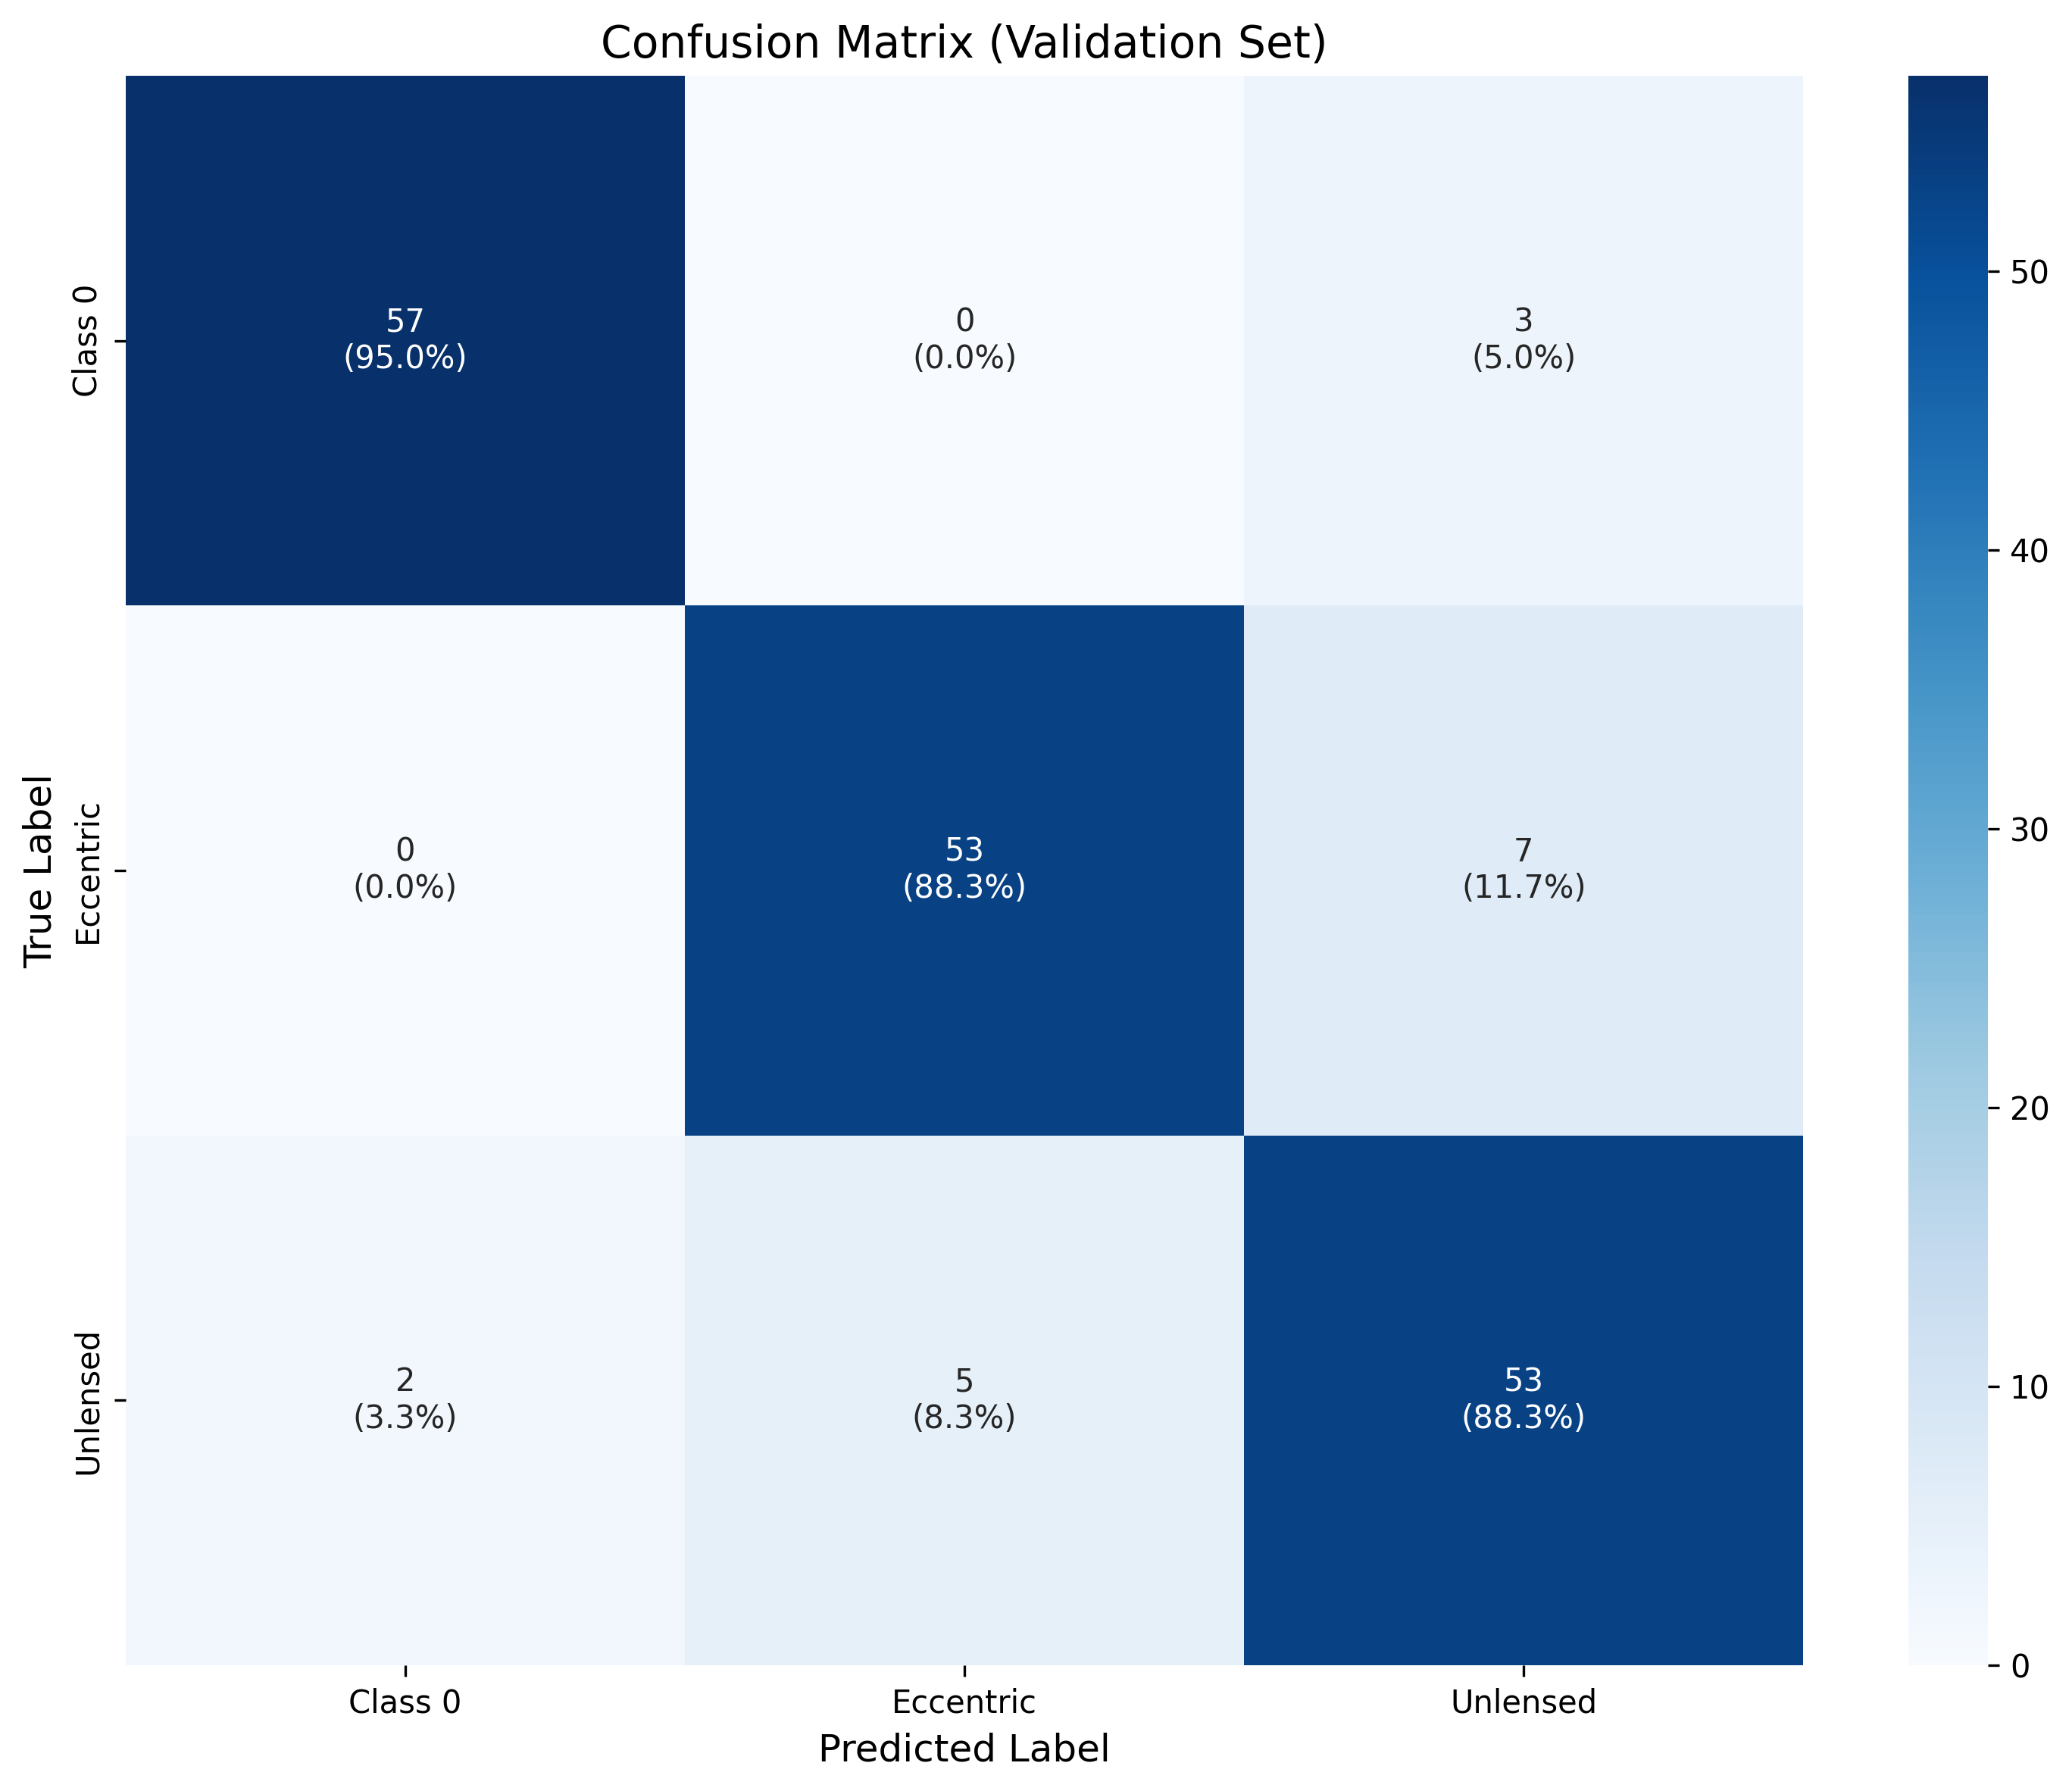 Confusion Matrix (Validation Set)
True Label
Class 0
57
(95.0%)
0
(0.0%)
3
(5.0%)
Eccentric
0
(0.0%)
53
(88.3%)
7
(11.7%)
Unlensed
2
(3.3%)
5
(8.3%)
53
(88.3%)
Class 0
Eccentric
Unlensed
Predicted Label
50
40
30
20
10
0